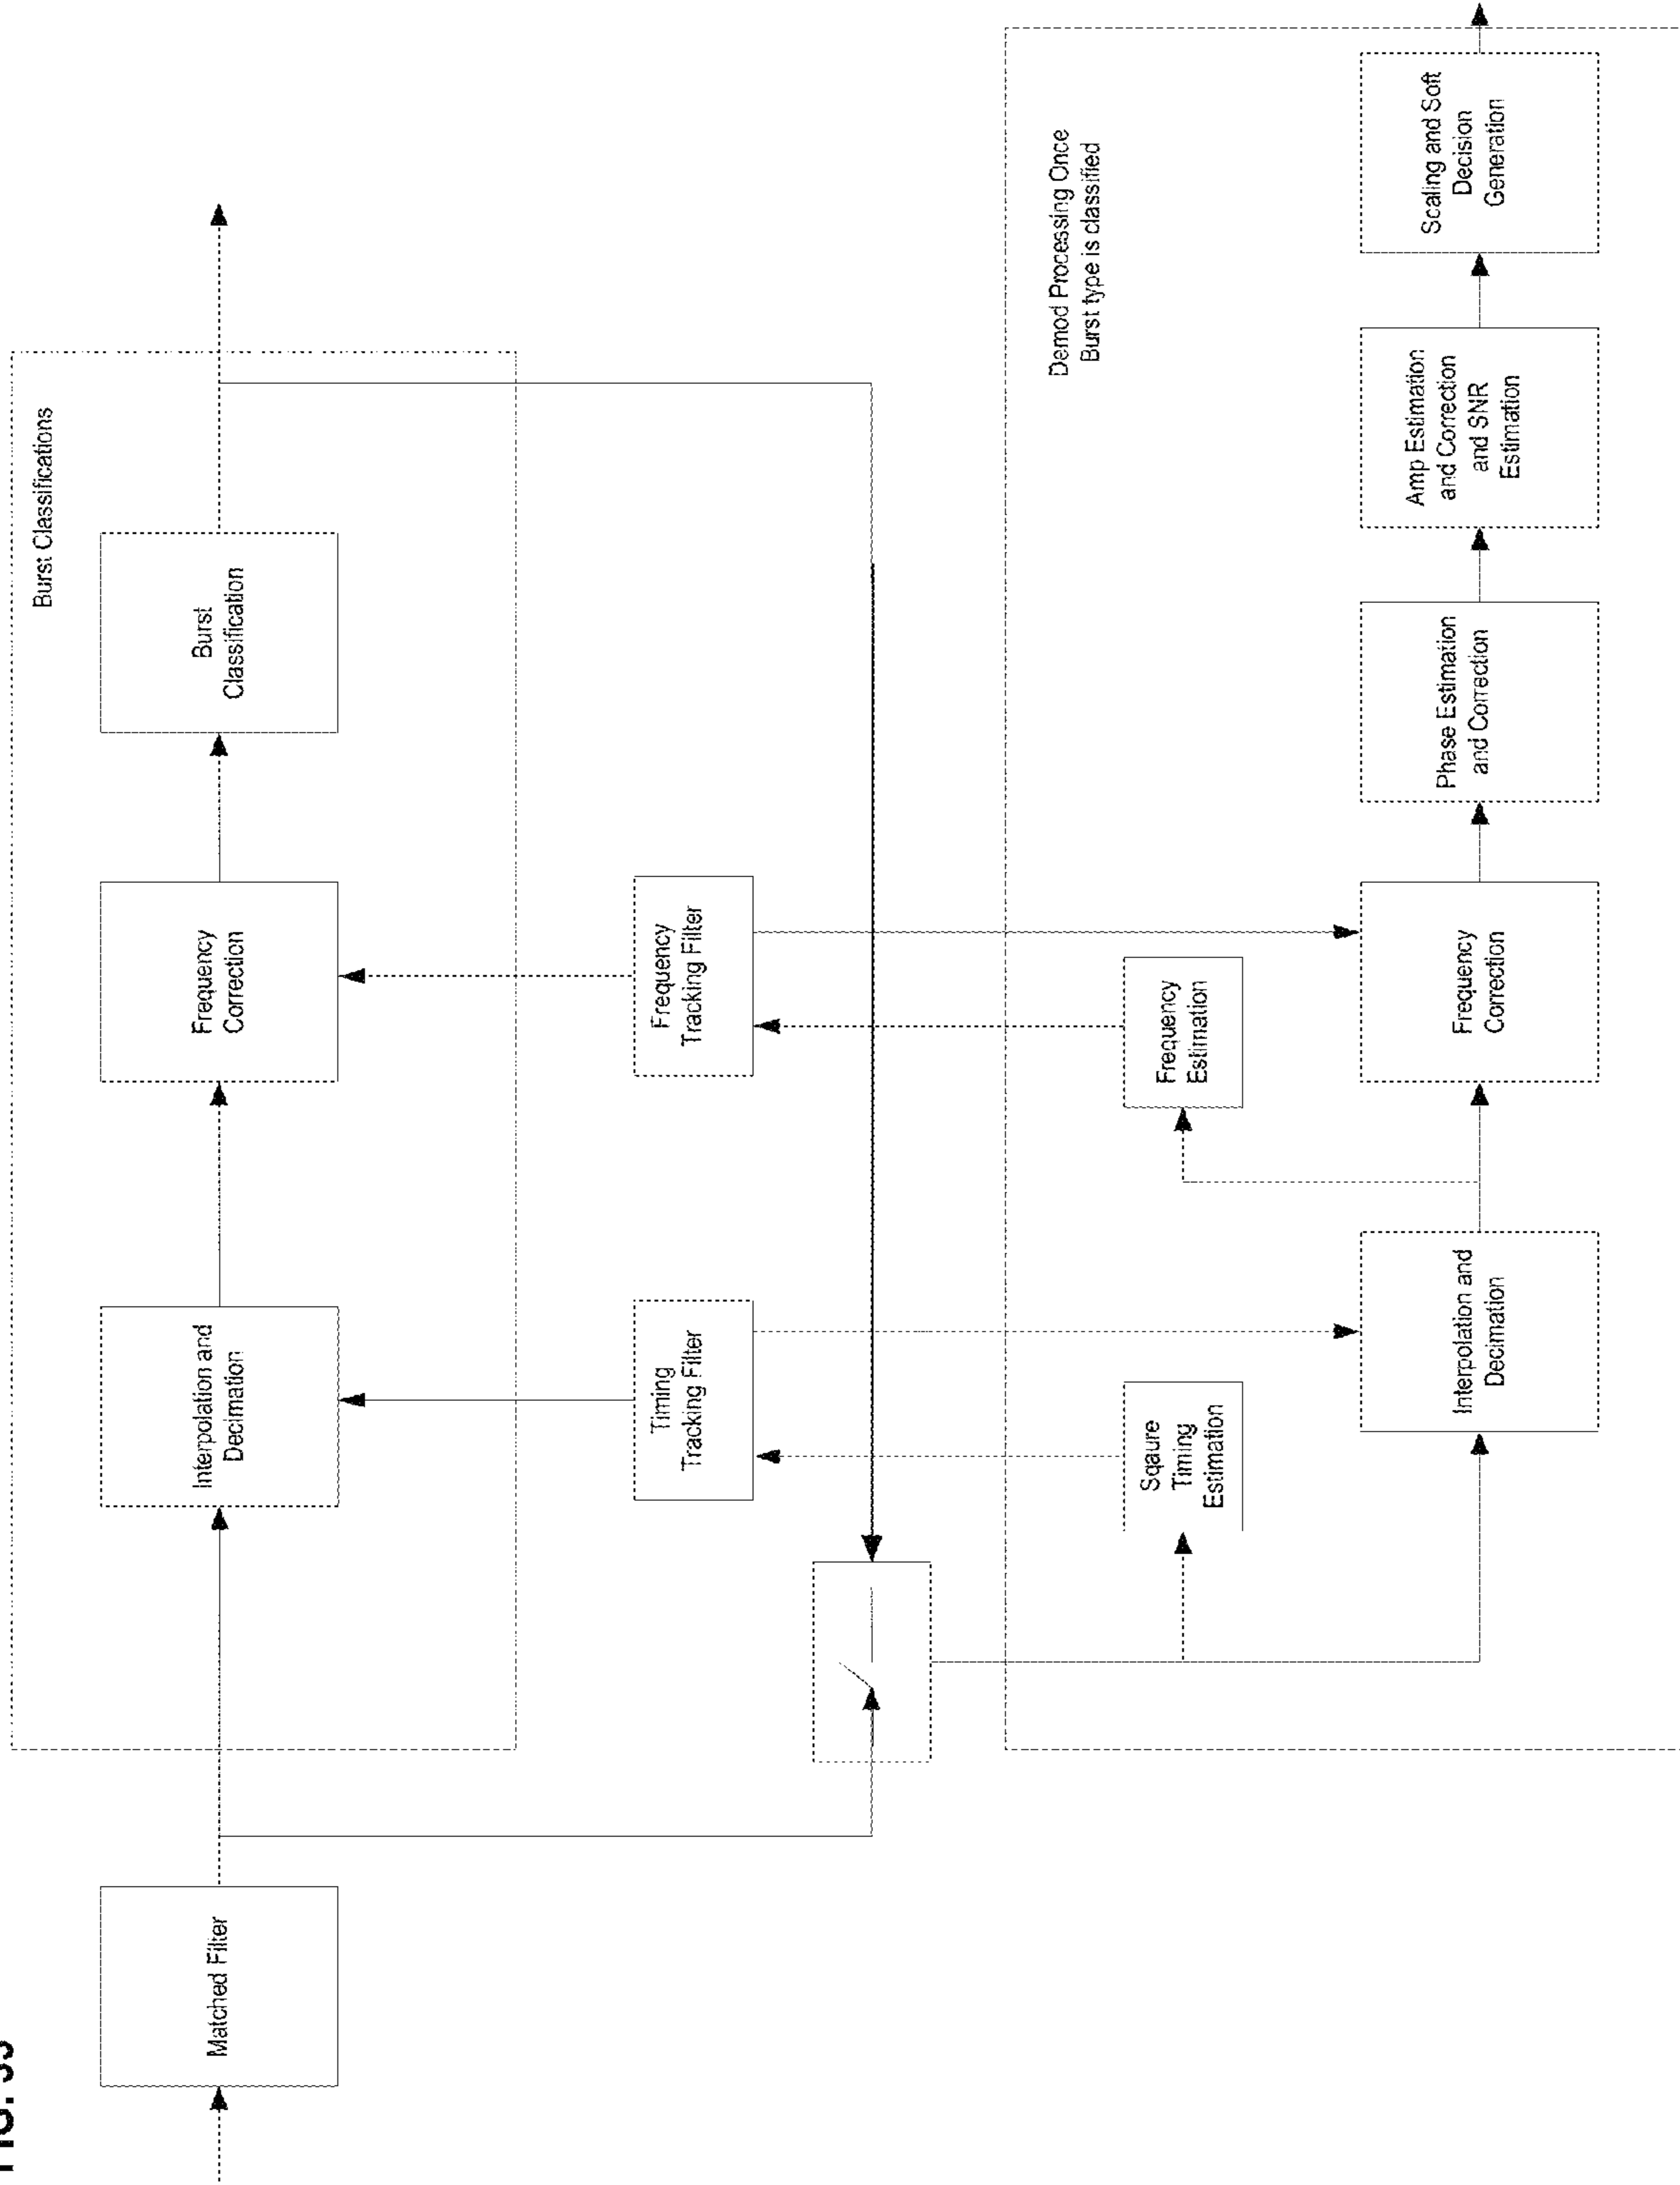 Burst Classifications
Matched Filter
Interpolation and
Decimation
Frequency
Correction
Burst
Classification
Timing
Tracking Filter
Frequency
Tracking Filter
Demod Processing Once
Burst type is classified
Sqaure
Timing
Estimation
Frequency
Estimation
Interpolation and
Decimation
Frequency
Correction
Phase Estimation
and Correction
Amp Estimation
and Correction
and SNR
Estimation
Scaling and Soft
Decision
Generation